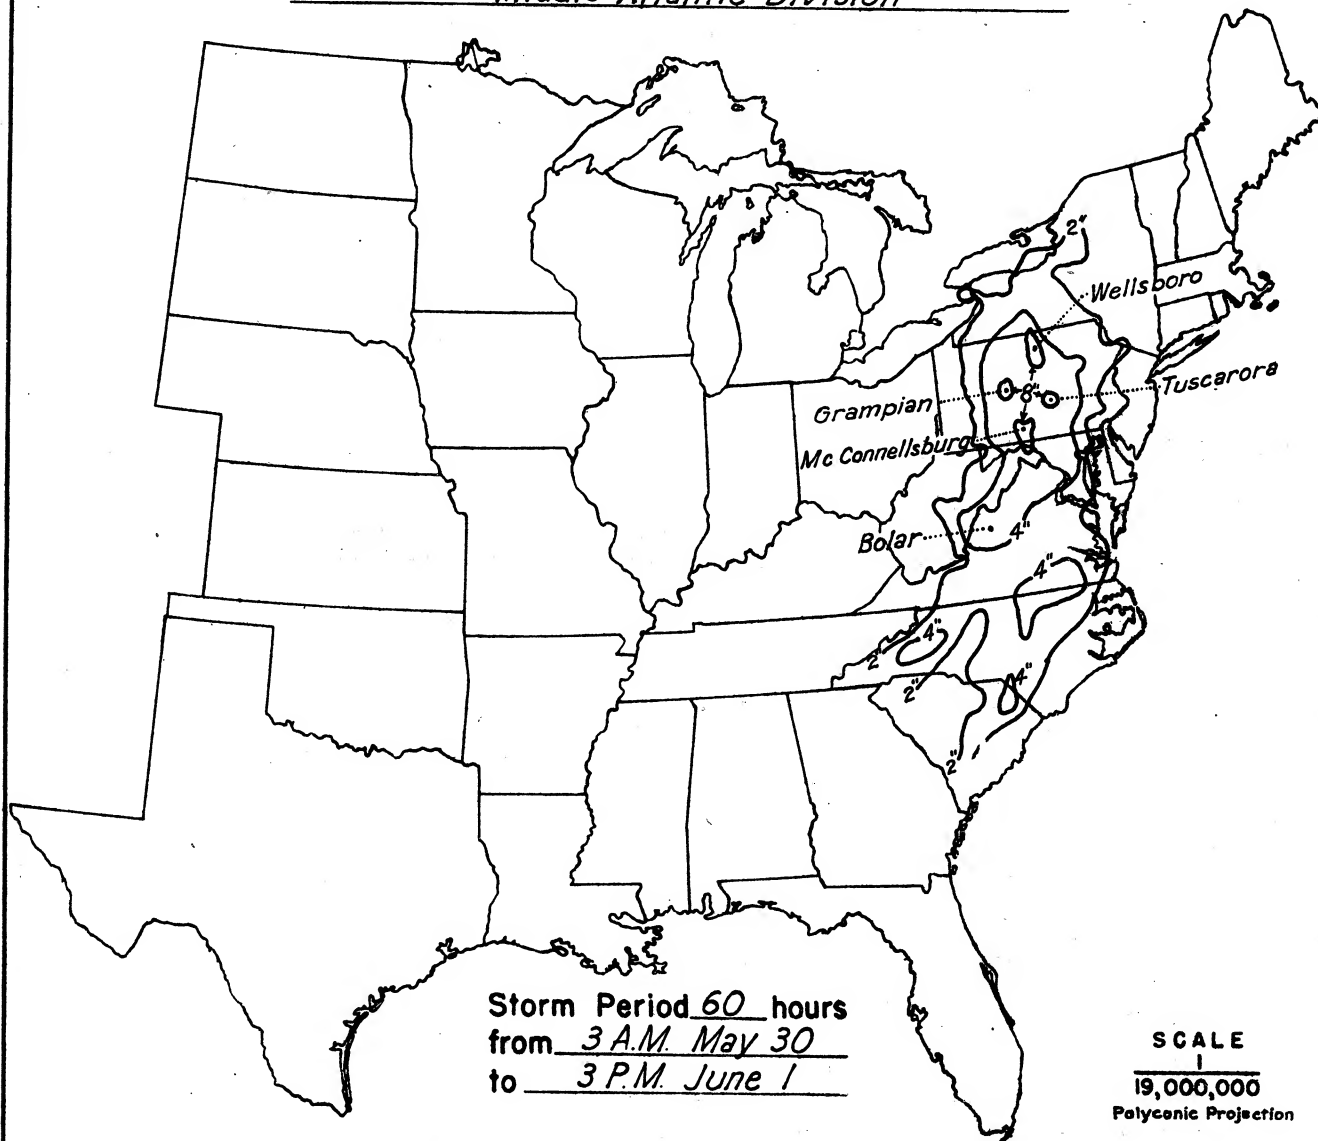 Middle Atlantic Division
2"
Wellsboro
Tuscarora
Grampian
8"
Mc Connellsburg
Bolar
4"
4"
4"
2"
2"
4"
2"
Storm Period 60 hours
from 3 A.M. May 30
to 3 P.M. June 1
SCALE
1
19,000,000
Polyconic Projection